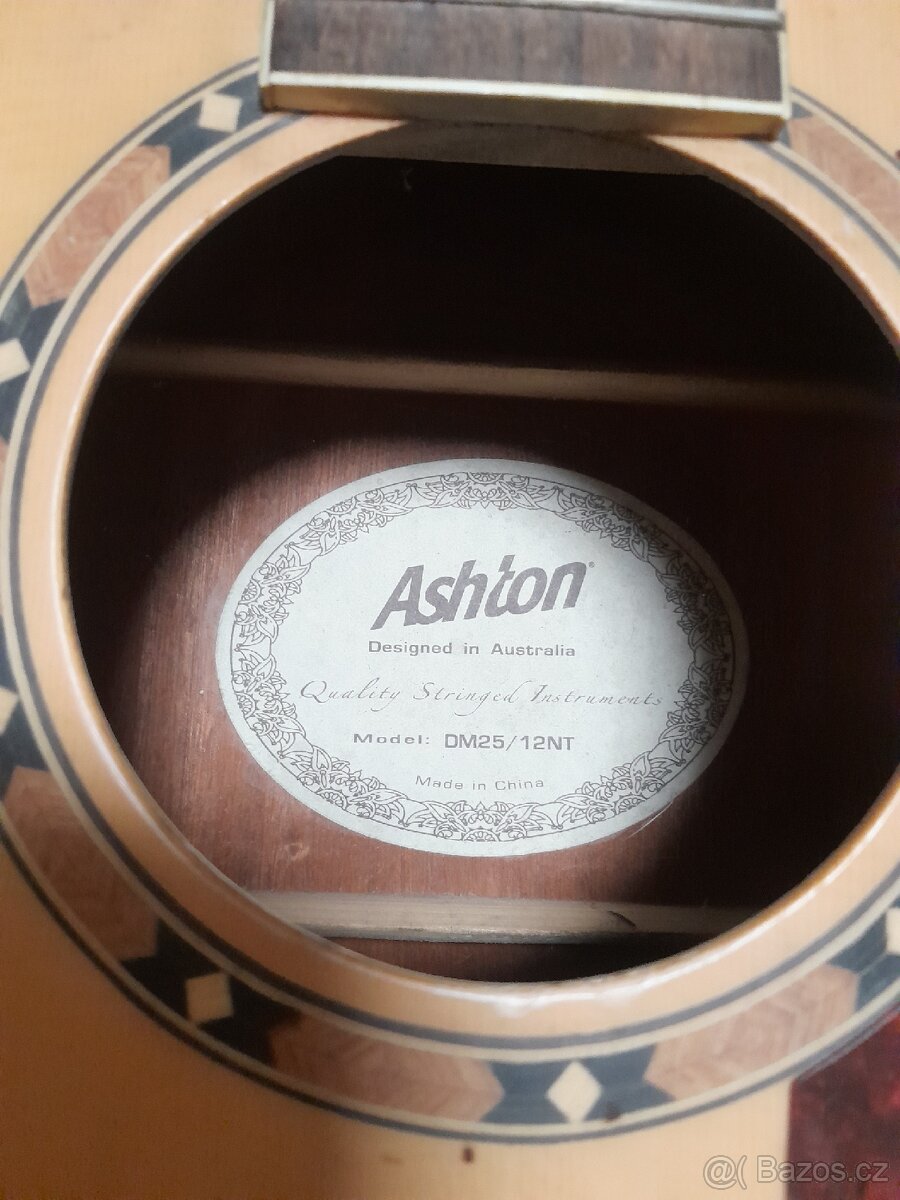 Ashton®
Designed in Australia
Quality Stringed Instruments
Model: DM25/12NT
Made in China
@( Bazos.cz